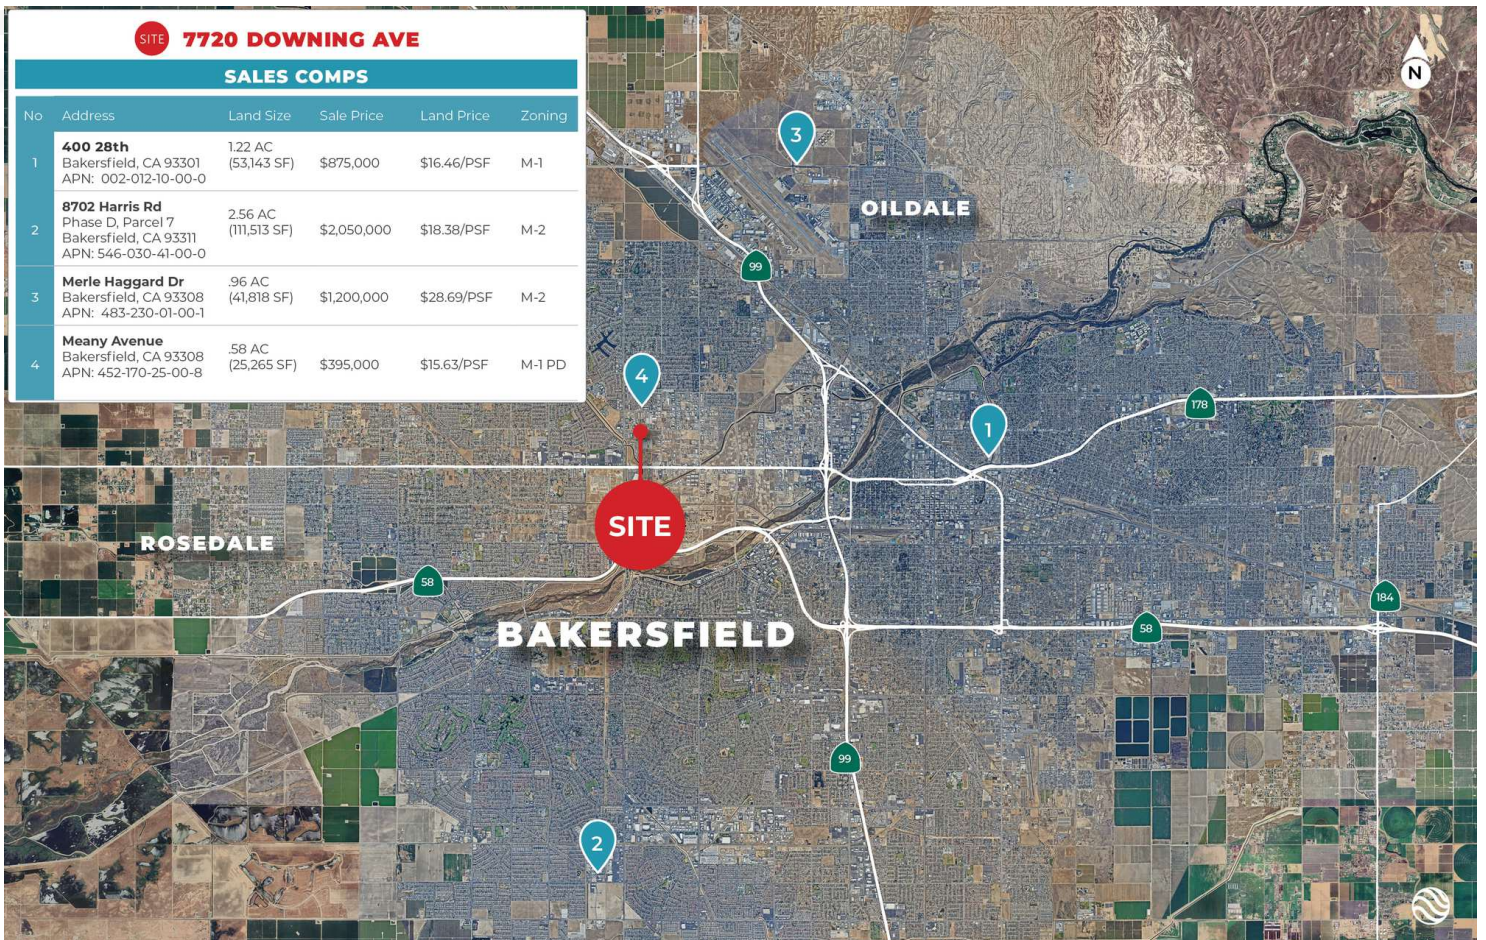 SITE 7720 DOWNING AVE
SALES COMPS
No Address Land Size Sale Price Land Price Zoning
1 400 28th Bakersfield, CA 93301 APN: 002-012-10-00-0 1.22 AC (53,143 SF) $875,000 $16.46/PSF M-1
2 8702 Harris Rd Phase D, Parcel 7 Bakersfield, CA 93311 APN: 546-030-41-00-0 2.56 AC (111,513 SF) $2,050,000 $18.38/PSF M-2
3 Merle Haggard Dr Bakersfield, CA 93308 APN: 483-230-01-00-1 .96 AC (41,818 SF) $1,200,000 $28.69/PSF M-2
4 Meany Avenue Bakersfield, CA 93308 APN: 452-170-25-00-8 .58 AC (25,265 SF) $395,000 $15.63/PSF M-1 PD
N
3
OILDALE
99
4
178
1
SITE
ROSEDALE
58
184
58
BAKERSFIELD
99
2